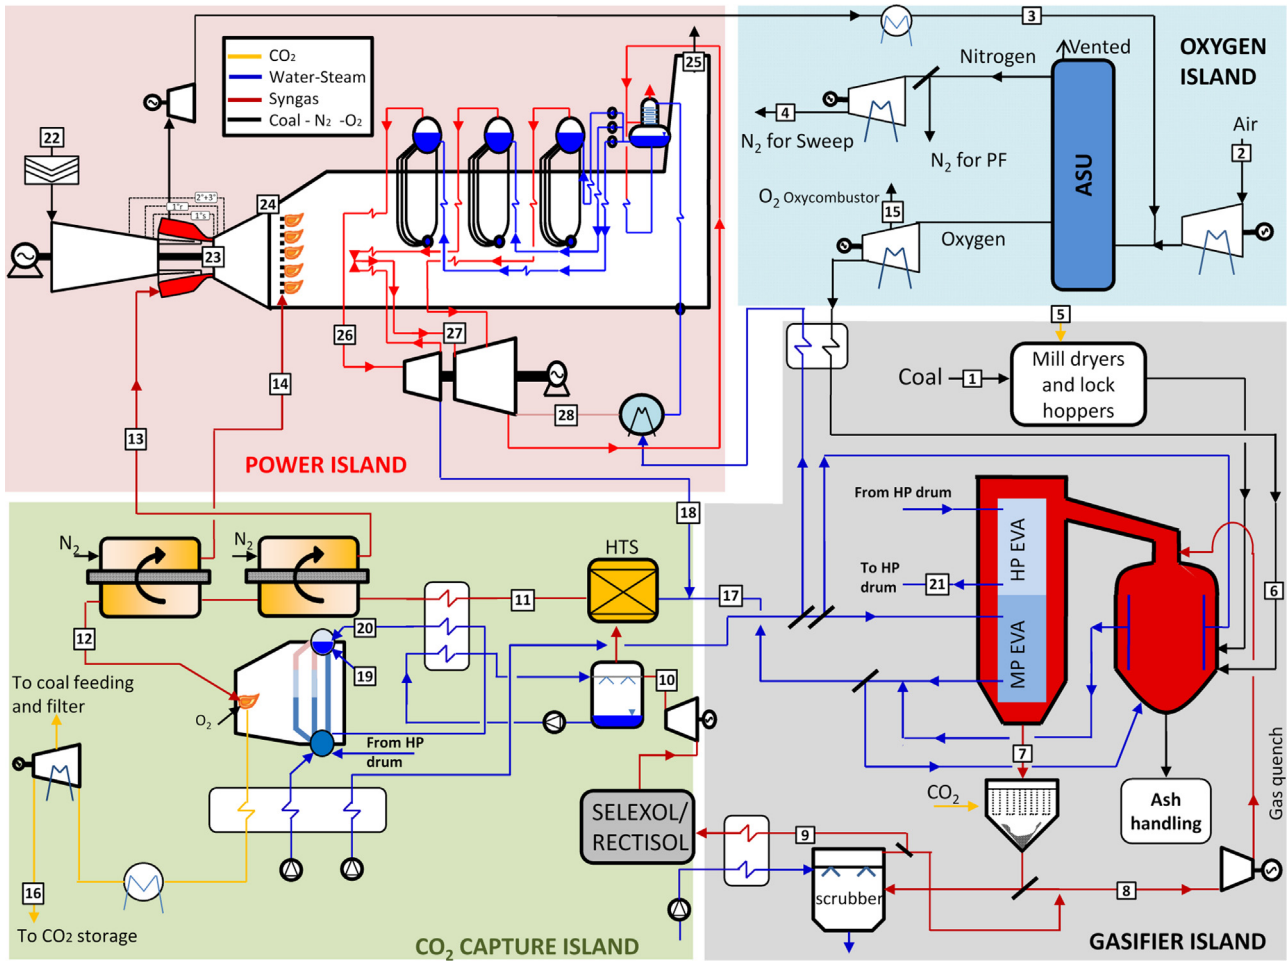 CO₂
Water-Steam
Syngas
Coal - N₂ -O₂
22
2"+3"
1"r
1"s
24
23
25
26
27
28
14
13
POWER ISLAND
3
OXYGEN
ISLAND
Nitrogen
Vented
4
N₂ for Sweep
N₂ for PF
ASU
Air
2
O₂ Oxycombustor
15
Oxygen
5
Coal
1
Mill dryers
and lock
hoppers
From HP drum
HP EVA
To HP
drum
21
MP EVA
6
18
17
HTS
N₂
N₂
11
12
20
19
To coal feeding
and filter
O₂
From HP
drum
10
7
CO₂
Ash
handling
Gas quench
SELEXOL/
RECTISOL
9
scrubber
8
16
To CO₂ storage
CO₂ CAPTURE ISLAND
GASIFIER ISLAND